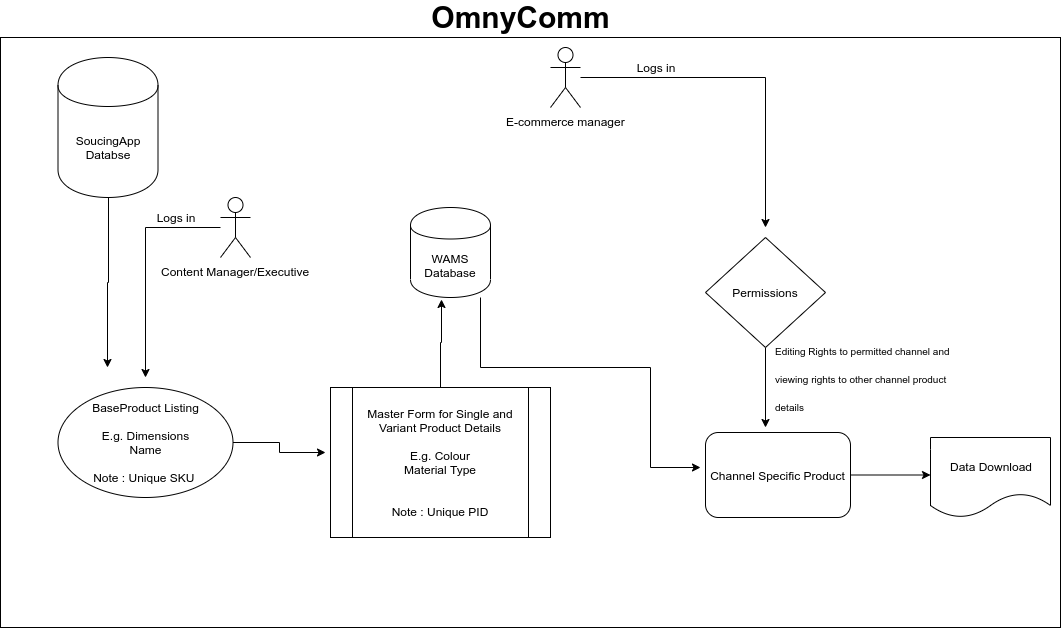 OmnyComm
Logs in
E-commerce manager
SoucingApp
Databse
Logs in
Content Manager/Executive
WAMS
Database
Permissions
Editing Rights to permitted channel and
viewing rights to other channel product
details
BaseProduct Listing
E.g. Dimensions
Name
Note : Unique SKU
Master Form for Single and
Variant Product Details
E.g. Colour
Material Type
Note : Unique PID
Channel Specific Product
Data Download